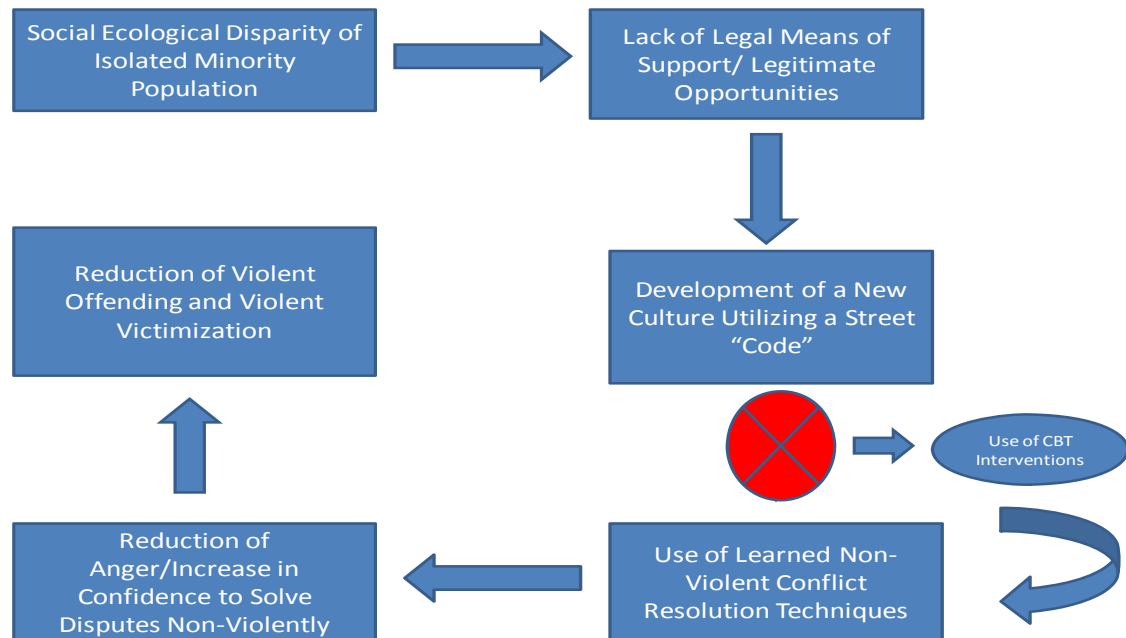 Social Ecological Disparity of
Isolated Minority
Population
Lack of Legal Means of
Support/ Legitimate
Opportunities
Development of a New
Culture Utilizing a Street
“Code”
Use of CBT
Interventions
Use of Learned Non-
Violent Conflict
Resolution Techniques
Reduction of
Anger/Increase in
Confidence to Solve
Disputes Non-Violently
Reduction of Violent
Offending and Violent
Victimization